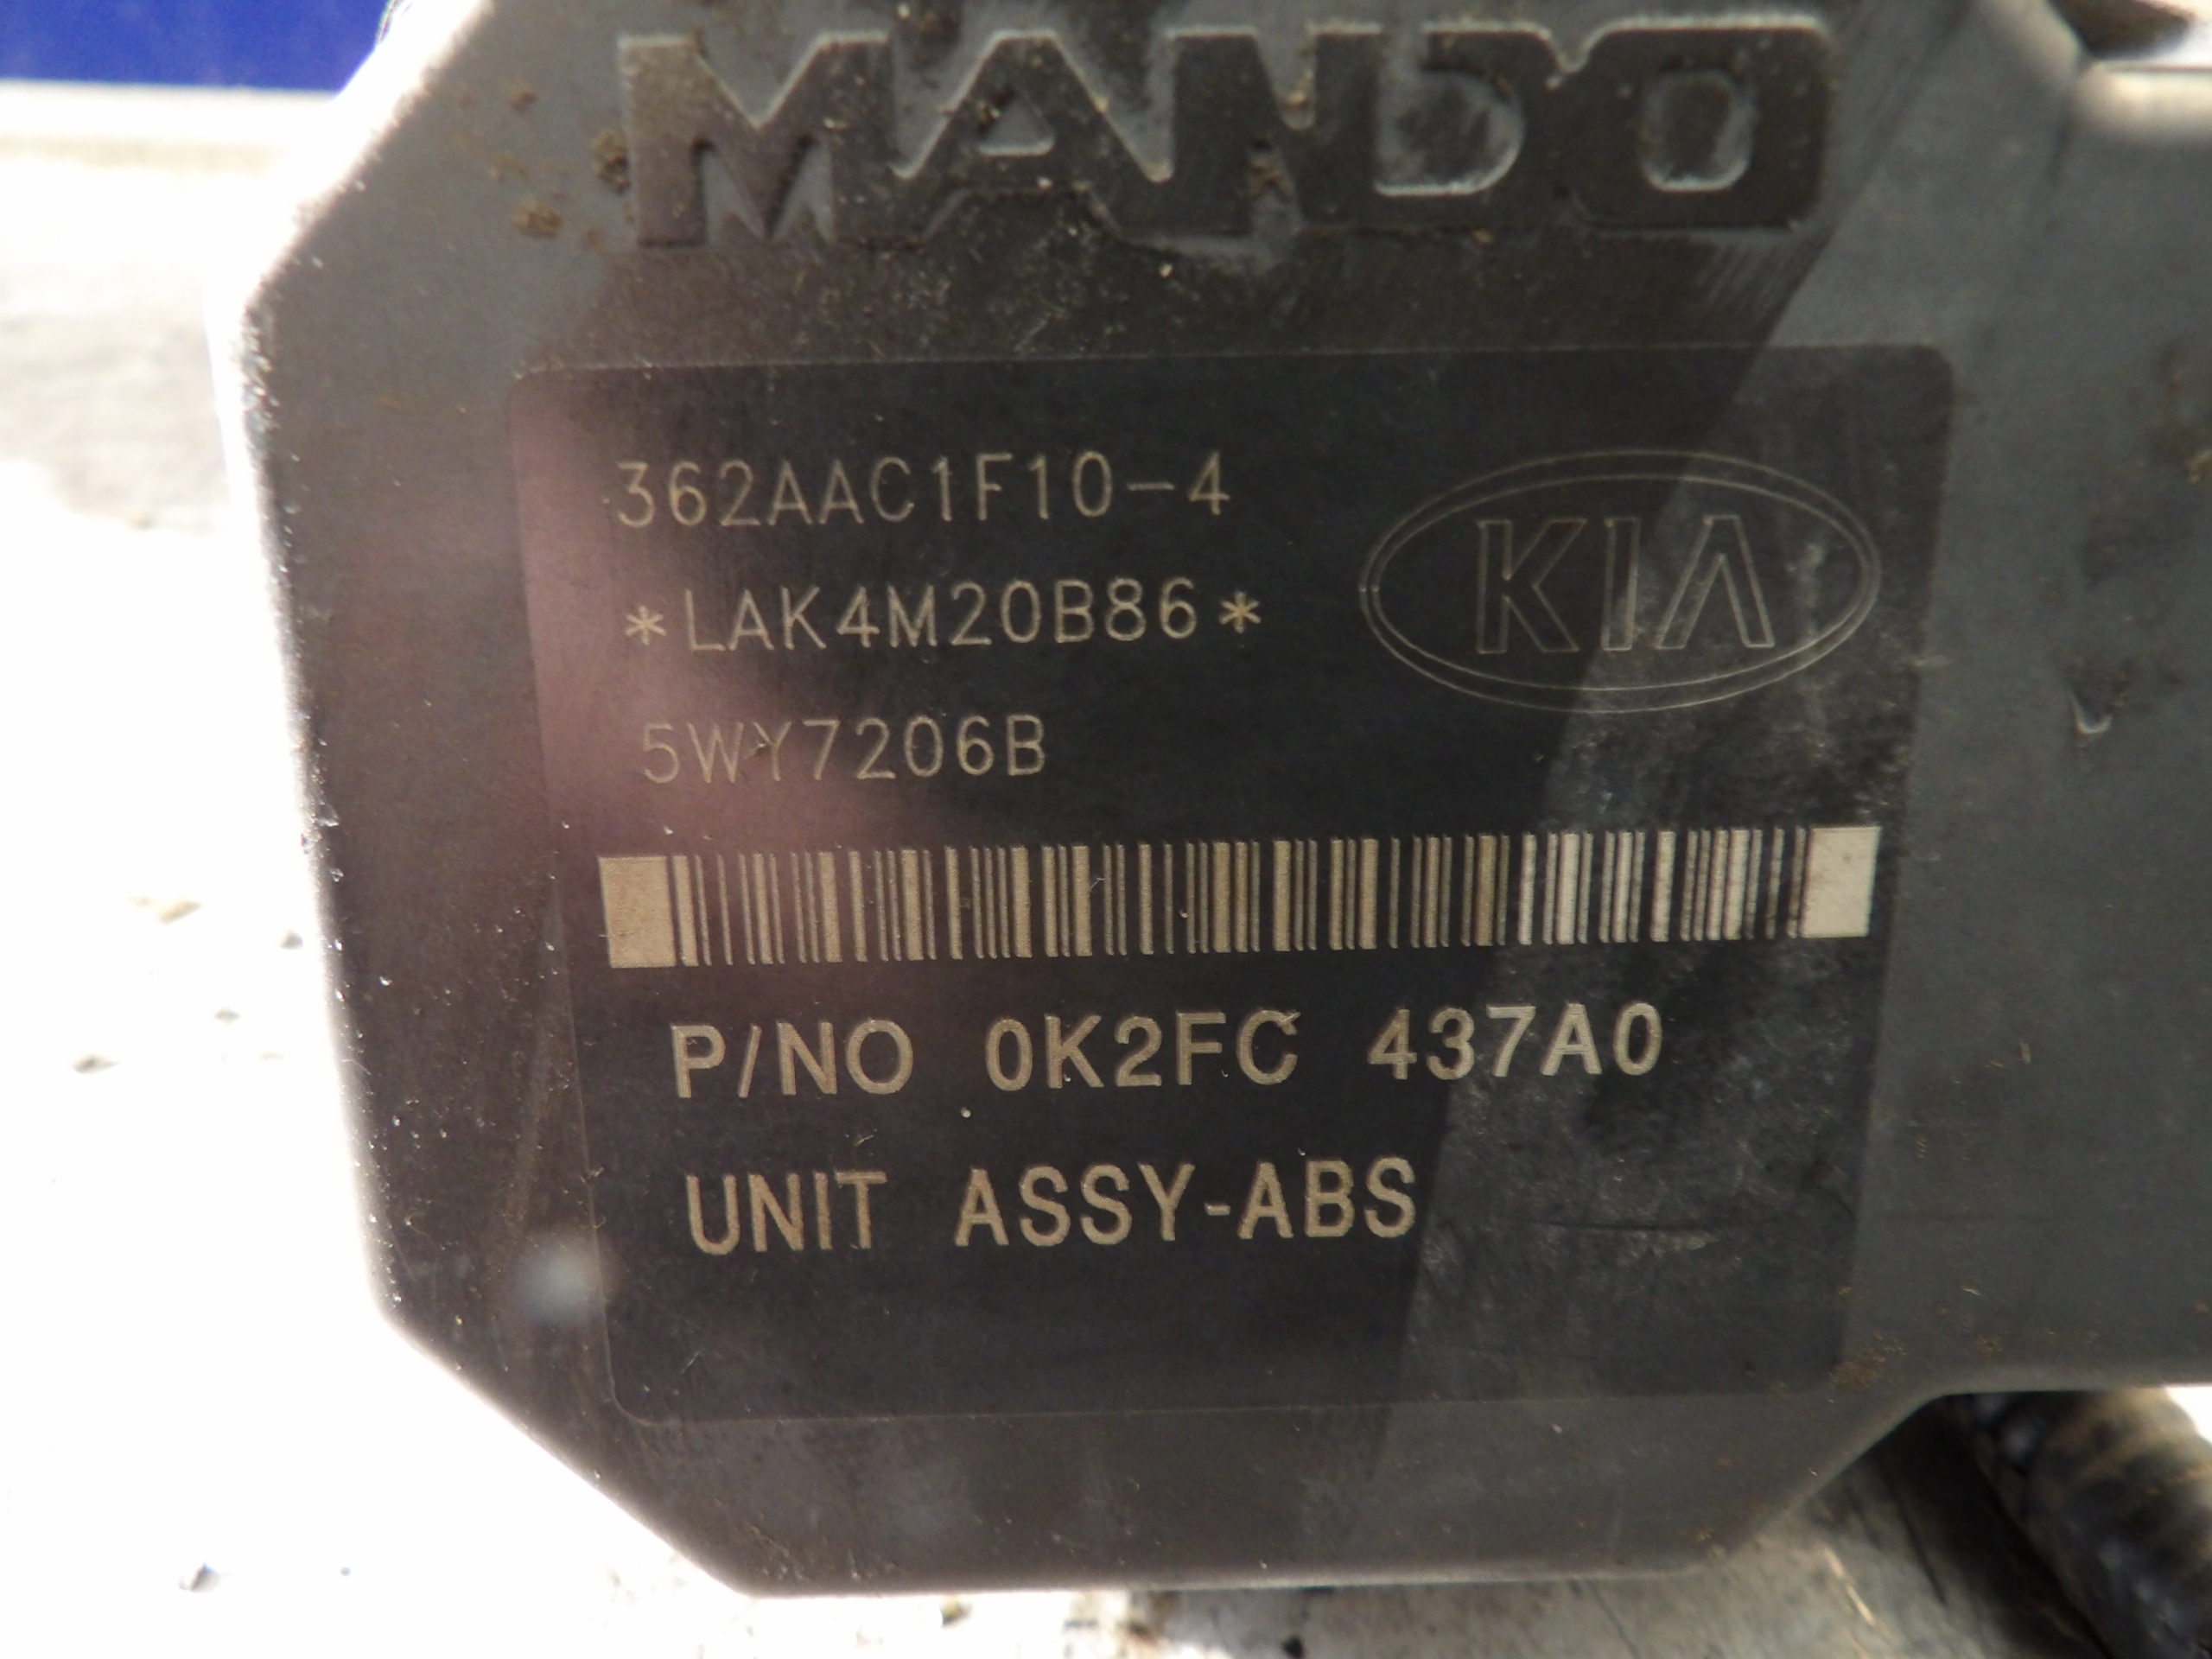 MANDO
362AAC1F10-4
*LAK4M20B86*
KIA
5WY7206B
P/NO 0K2FC 437A0
UNIT ASSY-ABS